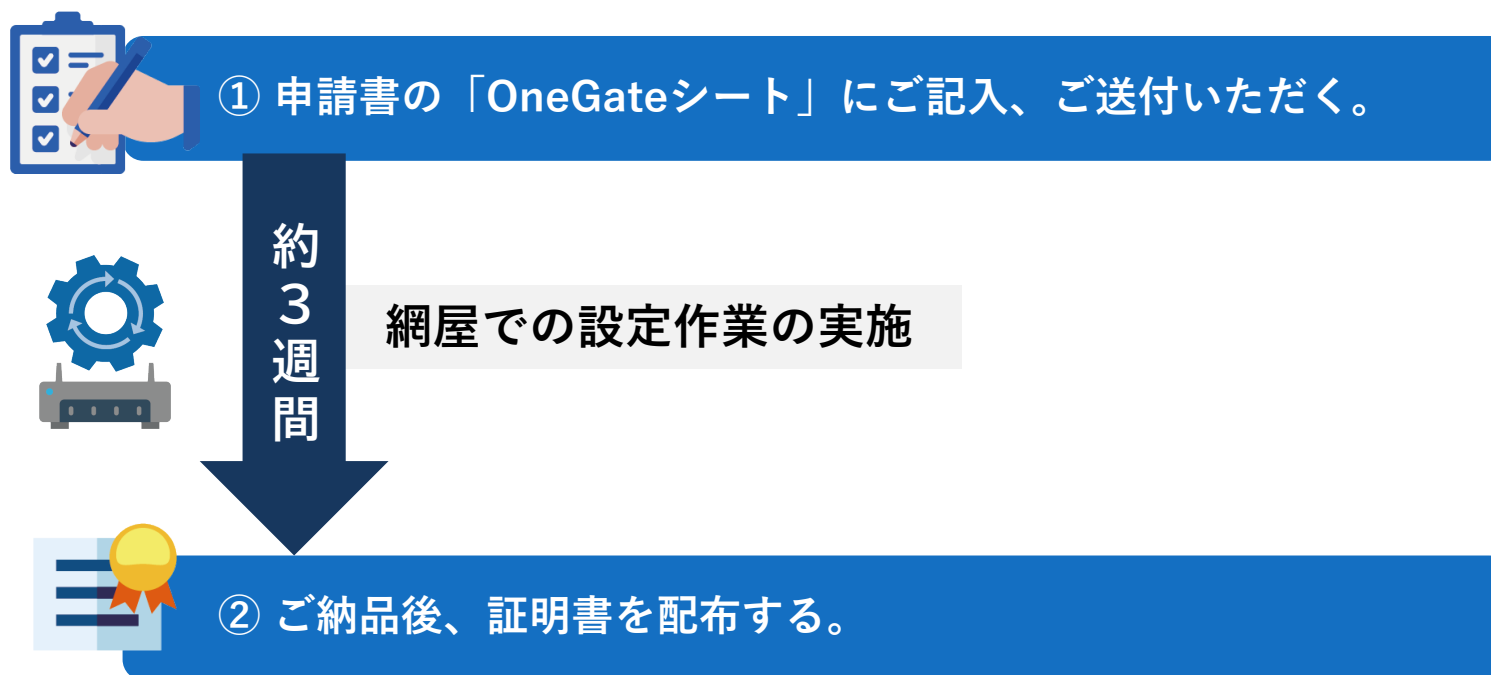 ① 申請書の「OneGateシート」にご記入、ご送付いただく。
約3週間
網屋での設定作業の実施
② ご納品後、証明書を配布する。